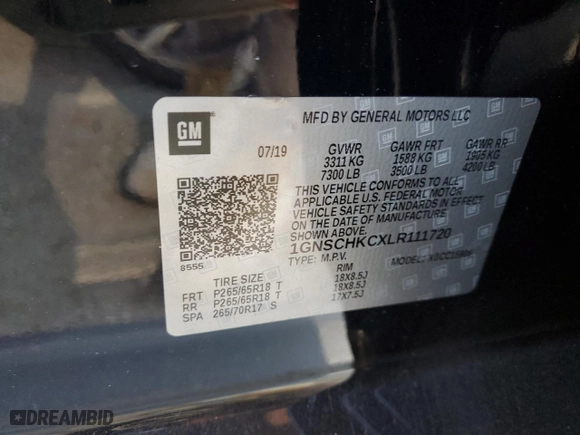 GM
MFD BY GENERAL MOTORS LLC
07/19
GVWR GAWR FRT GAWR RR
3311 KG 1588 KG 1905 KG
7300 LB 3500 LB 4200 LB
THIS VEHICLE CONFORMS TO ALL
APPLICABLE U.S. FEDERAL MOTOR
VEHICLE SAFETY STANDARDS IN EFFECT
ON THE DATE OF MANUFACTURE
SHOWN ABOVE.
1GNSCHKCXLR111720
TYPE: M.P.V. MODEL:
8555
TIRE SIZE RIM
FRT P265/65R18 T 18X8.5J
RR P265/65R18 T 18X8.5J
SPA 265/70R17 S 17X7.5J
DREAMBID